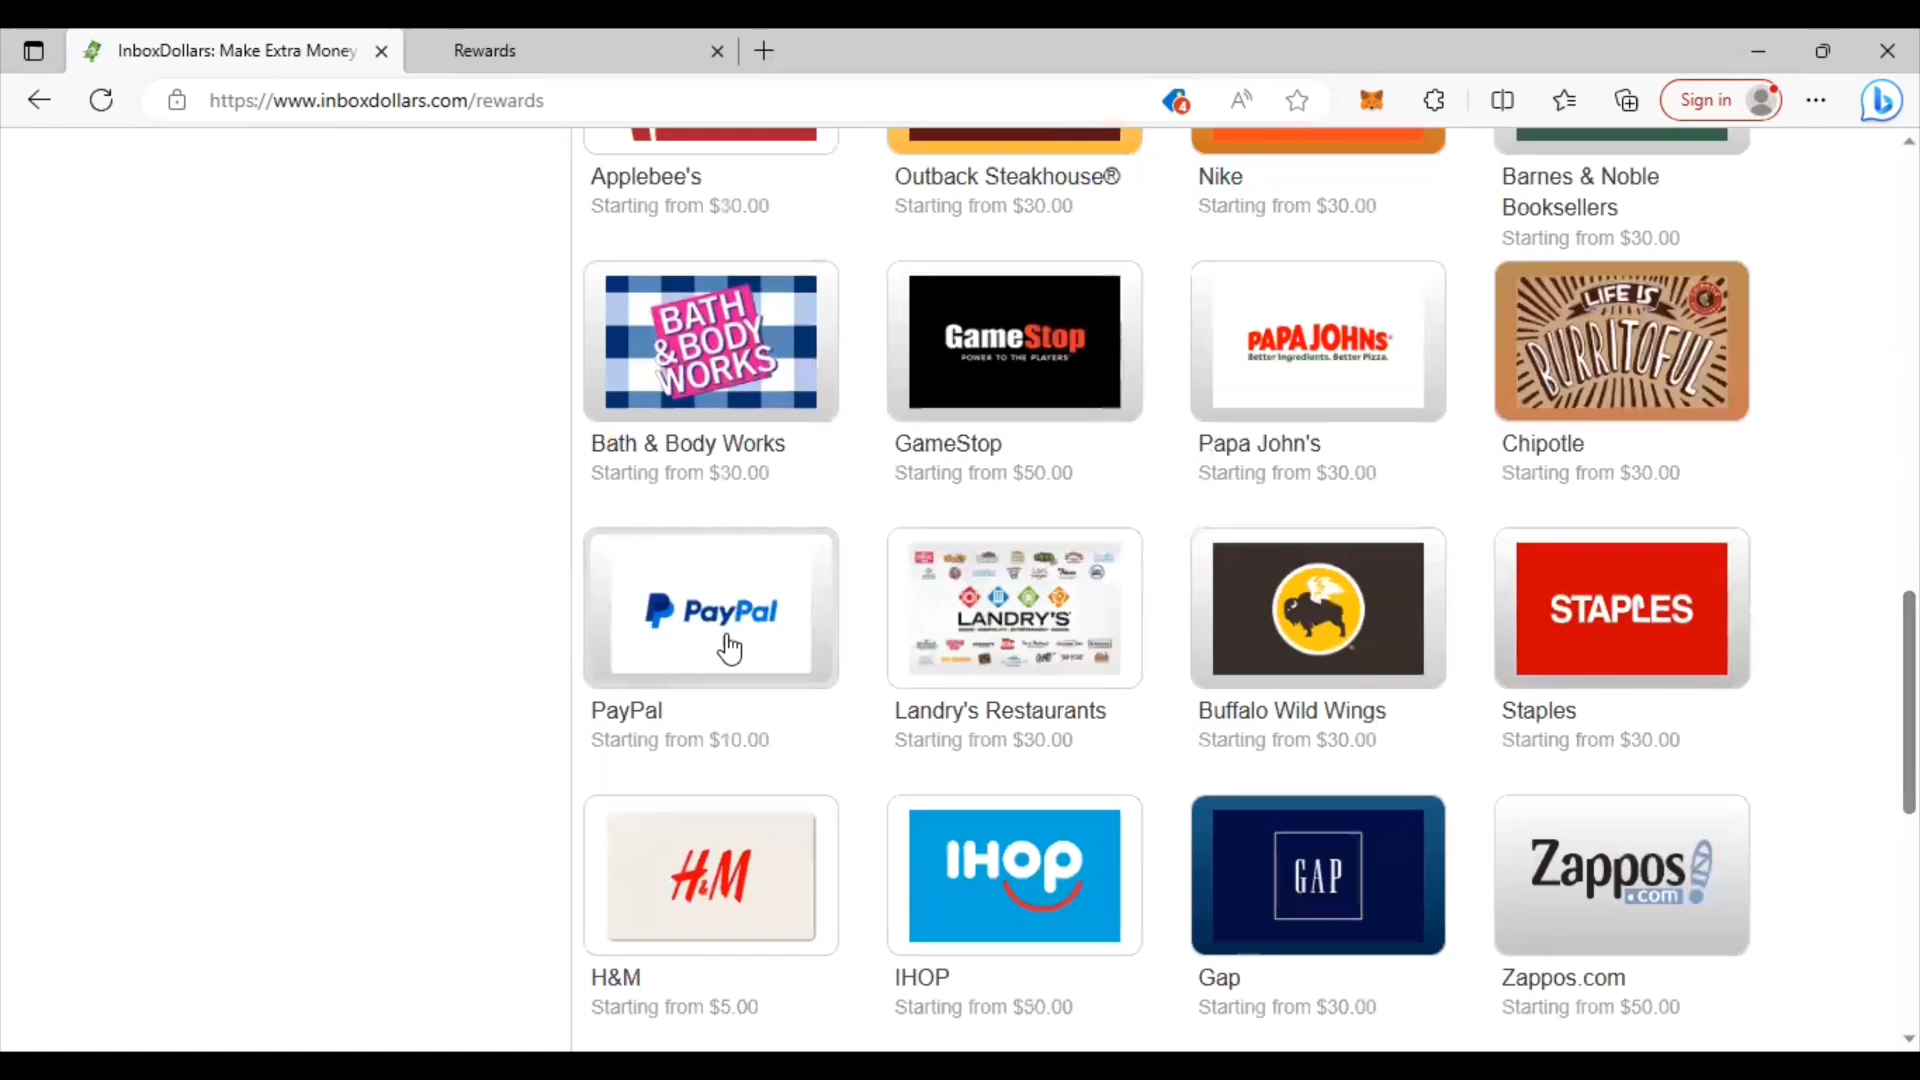 InboxDollars: Make Extra Money
Rewards
https://www.inboxdollars.com/rewards
4
Sign in
Applebee's
Outback Steakhouse®
Nike
Barnes & Noble
Booksellers
Starting from $30.00
Starting from $30.00
Starting from $30.00
Starting from $30.00
BATH
& BODY
WORKS
GameStop
POWER TO THE PLAYERS
PAPA JOHNS
Better Ingredients. Better Pizza.
LIFE IS
BURRITOFUL
Bath & Body Works
GameStop
Papa John's
Chipotle
Starting from $30.00
Starting from $50.00
Starting from $30.00
Starting from $30.00
PayPal
LANDRY'S
STAPLES
PayPal
Landry's Restaurants
Buffalo Wild Wings
Staples
Starting from $10.00
Starting from $30.00
Starting from $30.00
Starting from $30.00
H&M
IHOP
GAP
Zappos
.com
H&M
IHOP
Gap
Zappos.com
Starting from $5.00
Starting from $50.00
Starting from $30.00
Starting from $50.00